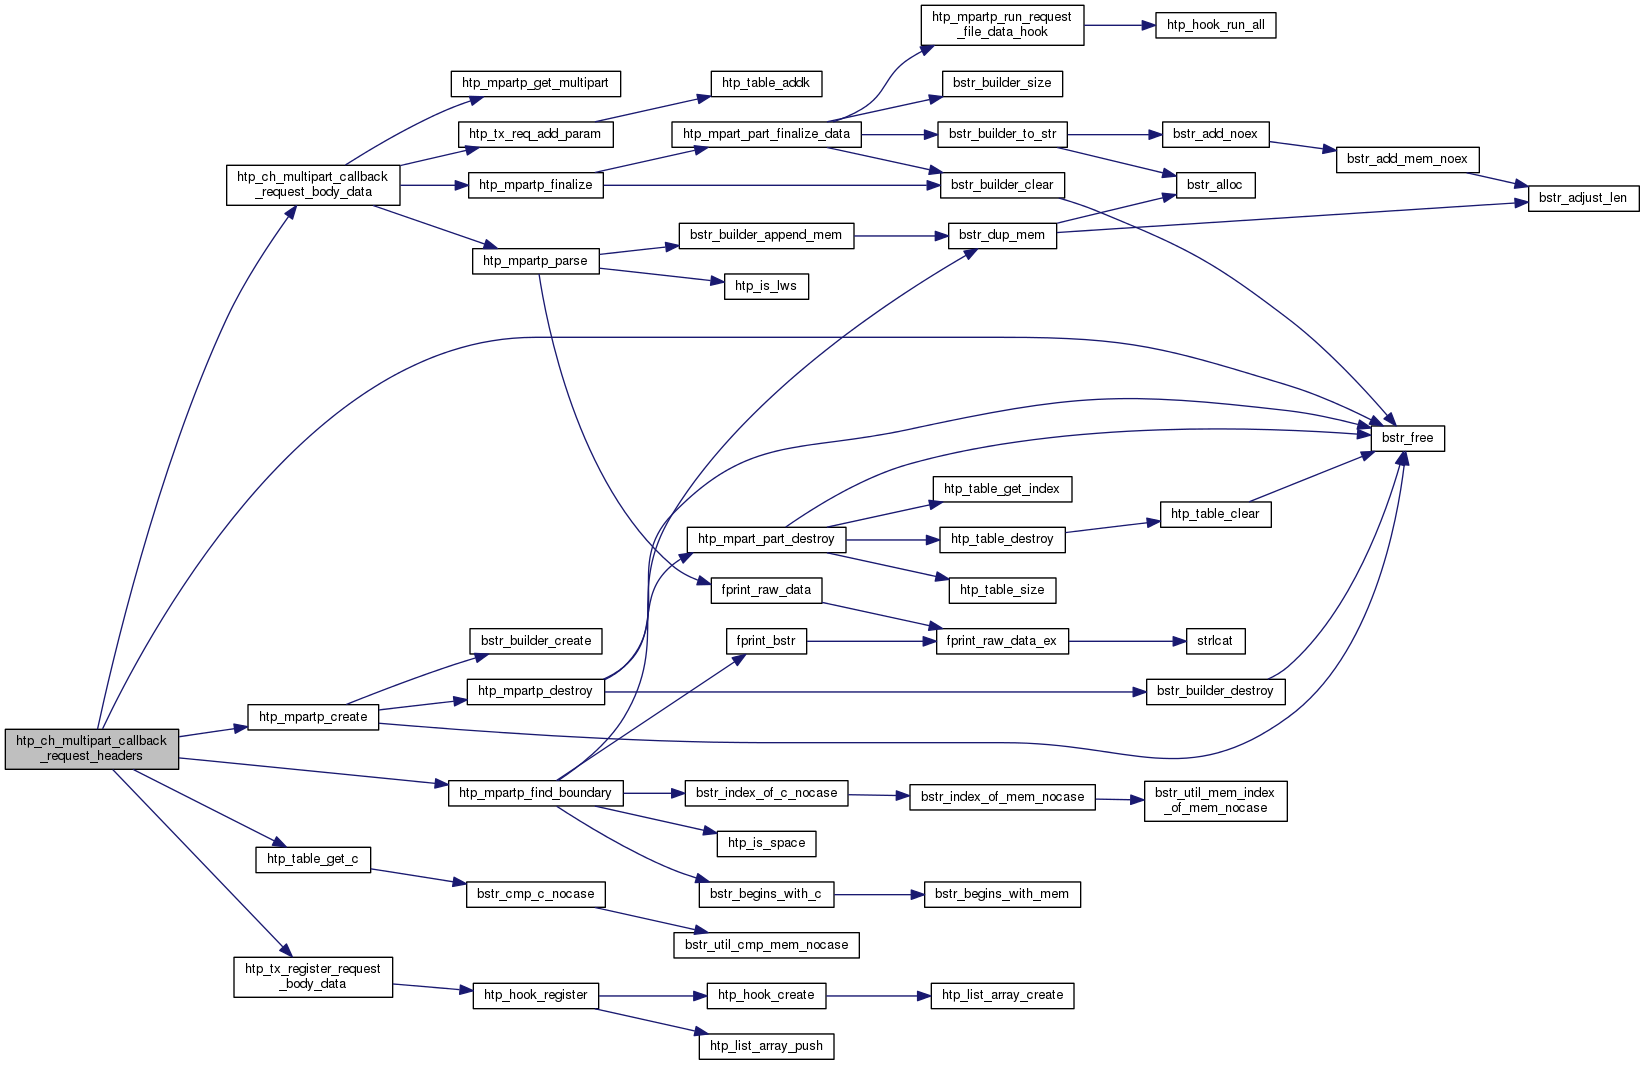 htp_mpartp_run_request
_file_data_hook
htp_hook_run_all
htp_mpartp_get_multipart
htp_table_addk
bstr_builder_size
htp_tx_req_add_param
htp_mpart_part_finalize_data
bstr_builder_to_str
bstr_add_noex
bstr_add_mem_noex
htp_ch_multipart_callback
_request_body_data
htp_mpartp_finalize
bstr_builder_clear
bstr_alloc
bstr_adjust_len
bstr_builder_append_mem
bstr_dup_mem
htp_mpartp_parse
htp_is_lws
bstr_free
htp_table_get_index
htp_table_clear
htp_mpart_part_destroy
htp_table_destroy
fprint_raw_data
htp_table_size
bstr_builder_create
fprint_bstr
fprint_raw_data_ex
strlcat
htp_mpartp_destroy
bstr_builder_destroy
htp_mpartp_create
htp_ch_multipart_callback
_request_headers
htp_mpartp_find_boundary
bstr_index_of_c_nocase
bstr_index_of_mem_nocase
bstr_util_mem_index
_of_mem_nocase
htp_is_space
htp_table_get_c
bstr_cmp_c_nocase
bstr_begins_with_c
bstr_begins_with_mem
bstr_util_cmp_mem_nocase
htp_tx_register_request
_body_data
htp_hook_register
htp_hook_create
htp_list_array_create
htp_list_array_push